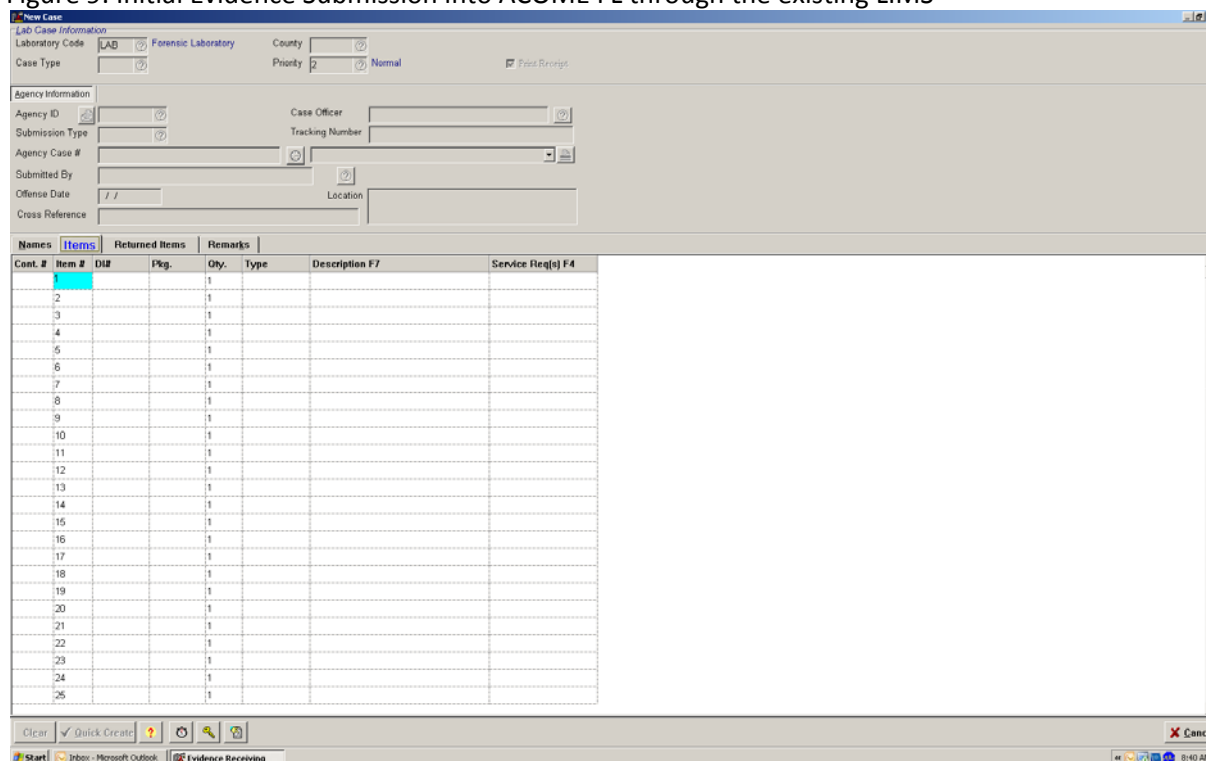 Figure 9: Initial Evidence Submission into ACOME FL through the existing LIMS
New Case
Lab Case Information
Laboratory Code LAB Forensic Laboratory County
Case Type Priority 2 Normal Print Receipt
Agency Information
Agency ID Case Officer
Submission Type Tracking Number
Agency Case #
Submitted By
Offense Date / / Location
Cross Reference
Names Items Returned Items Remarks
Cont. # Item # DI# Pkg. Qty. Type Description F7 Service Req(s) F4
1 1
2 1
3 1
4 1
5 1
6 1
7 1
8 1
9 1
10 1
11 1
12 1
13 1
14 1
15 1
16 1
17 1
18 1
19 1
20 1
21 1
22 1
23 1
24 1
25 1
Clear Quick Create Canc
Start Inbox - Microsoft Outlook Evidence Receiving 8:40 A